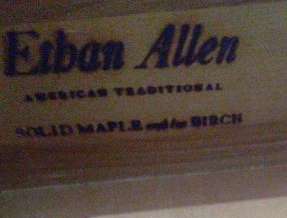 Ethan Allen
AMERICAN TRADITIONAL
SOLID MAPLE and/or BIRCH